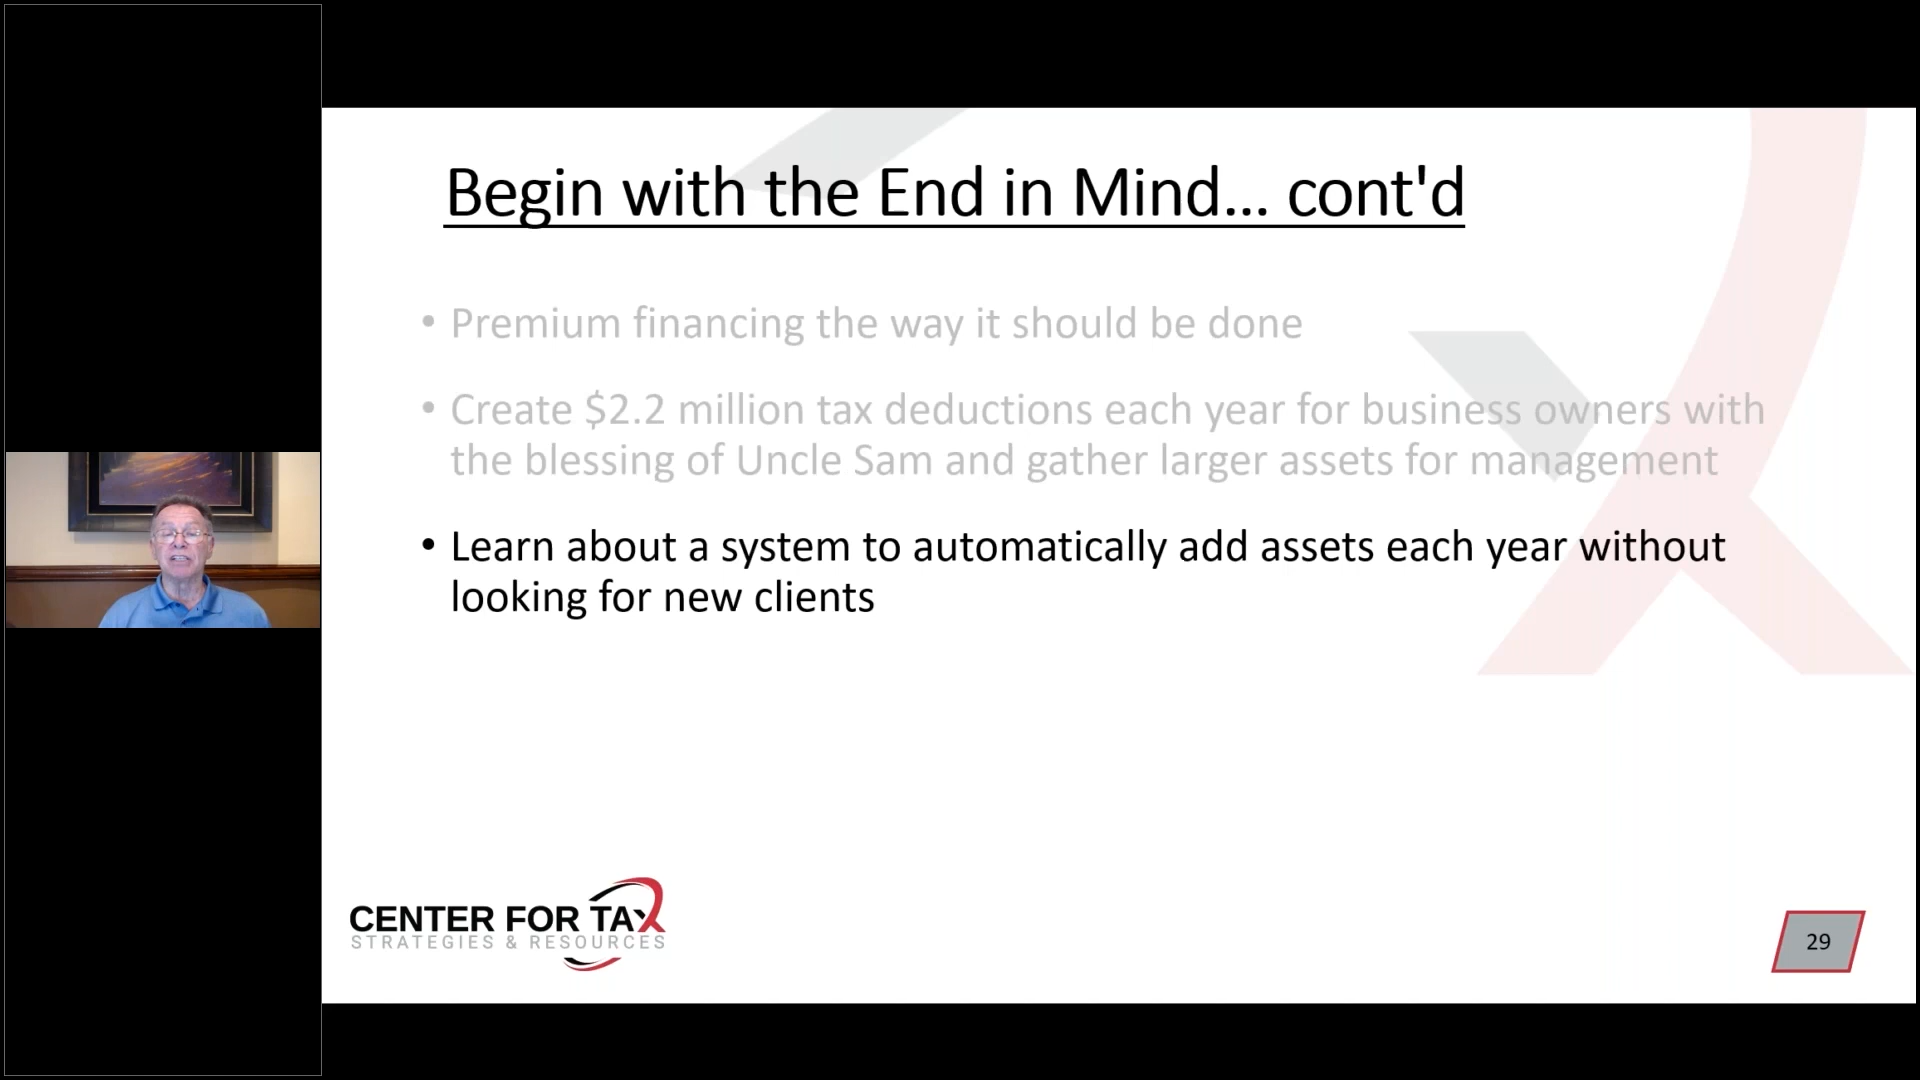 Begin with the End in Mind... cont'd
• Premium financing the way it should be done
• Create $2.2 million tax deductions each year for business owners with
the blessing of Uncle Sam and gather larger assets for management
• Learn about a system to automatically add assets each year without
looking for new clients
CENTER FOR TAX
STRATEGIES & RESOURCES
29